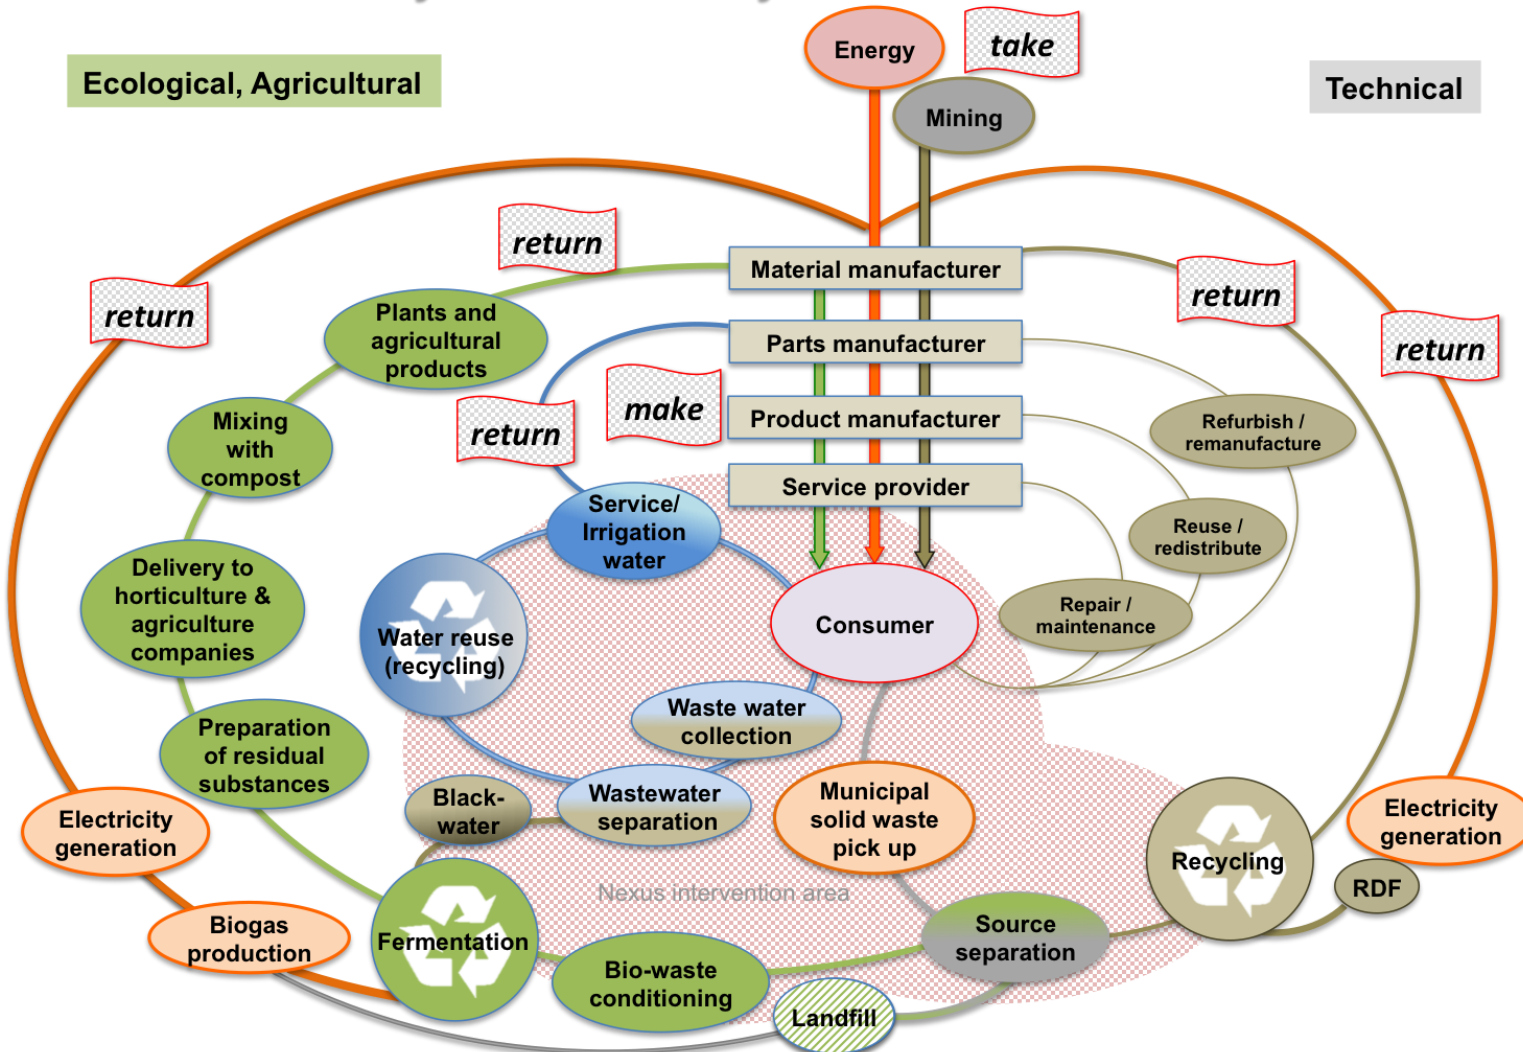 Energy
take
Ecological, Agricultural
Technical
Mining
return
Material manufacturer
return
return
Plants and
agricultural
products
Parts manufacturer
return
make
Product manufacturer
Refurbish /
remanufacture
return
Mixing
with
compost
Service provider
Service/
Irrigation
water
Reuse /
redistribute
Delivery to
horticulture &
agriculture
companies
Water reuse
(recycling)
Consumer
Repair /
maintenance
Waste water
collection
Preparation
of residual
substances
Black-
water
Wastewater
separation
Municipal
solid waste
pick up
Electricity
generation
Electricity
generation
Recycling
RDF
Nexus intervention area
Biogas
production
Fermentation
Source
separation
Bio-waste
conditioning
Landfill